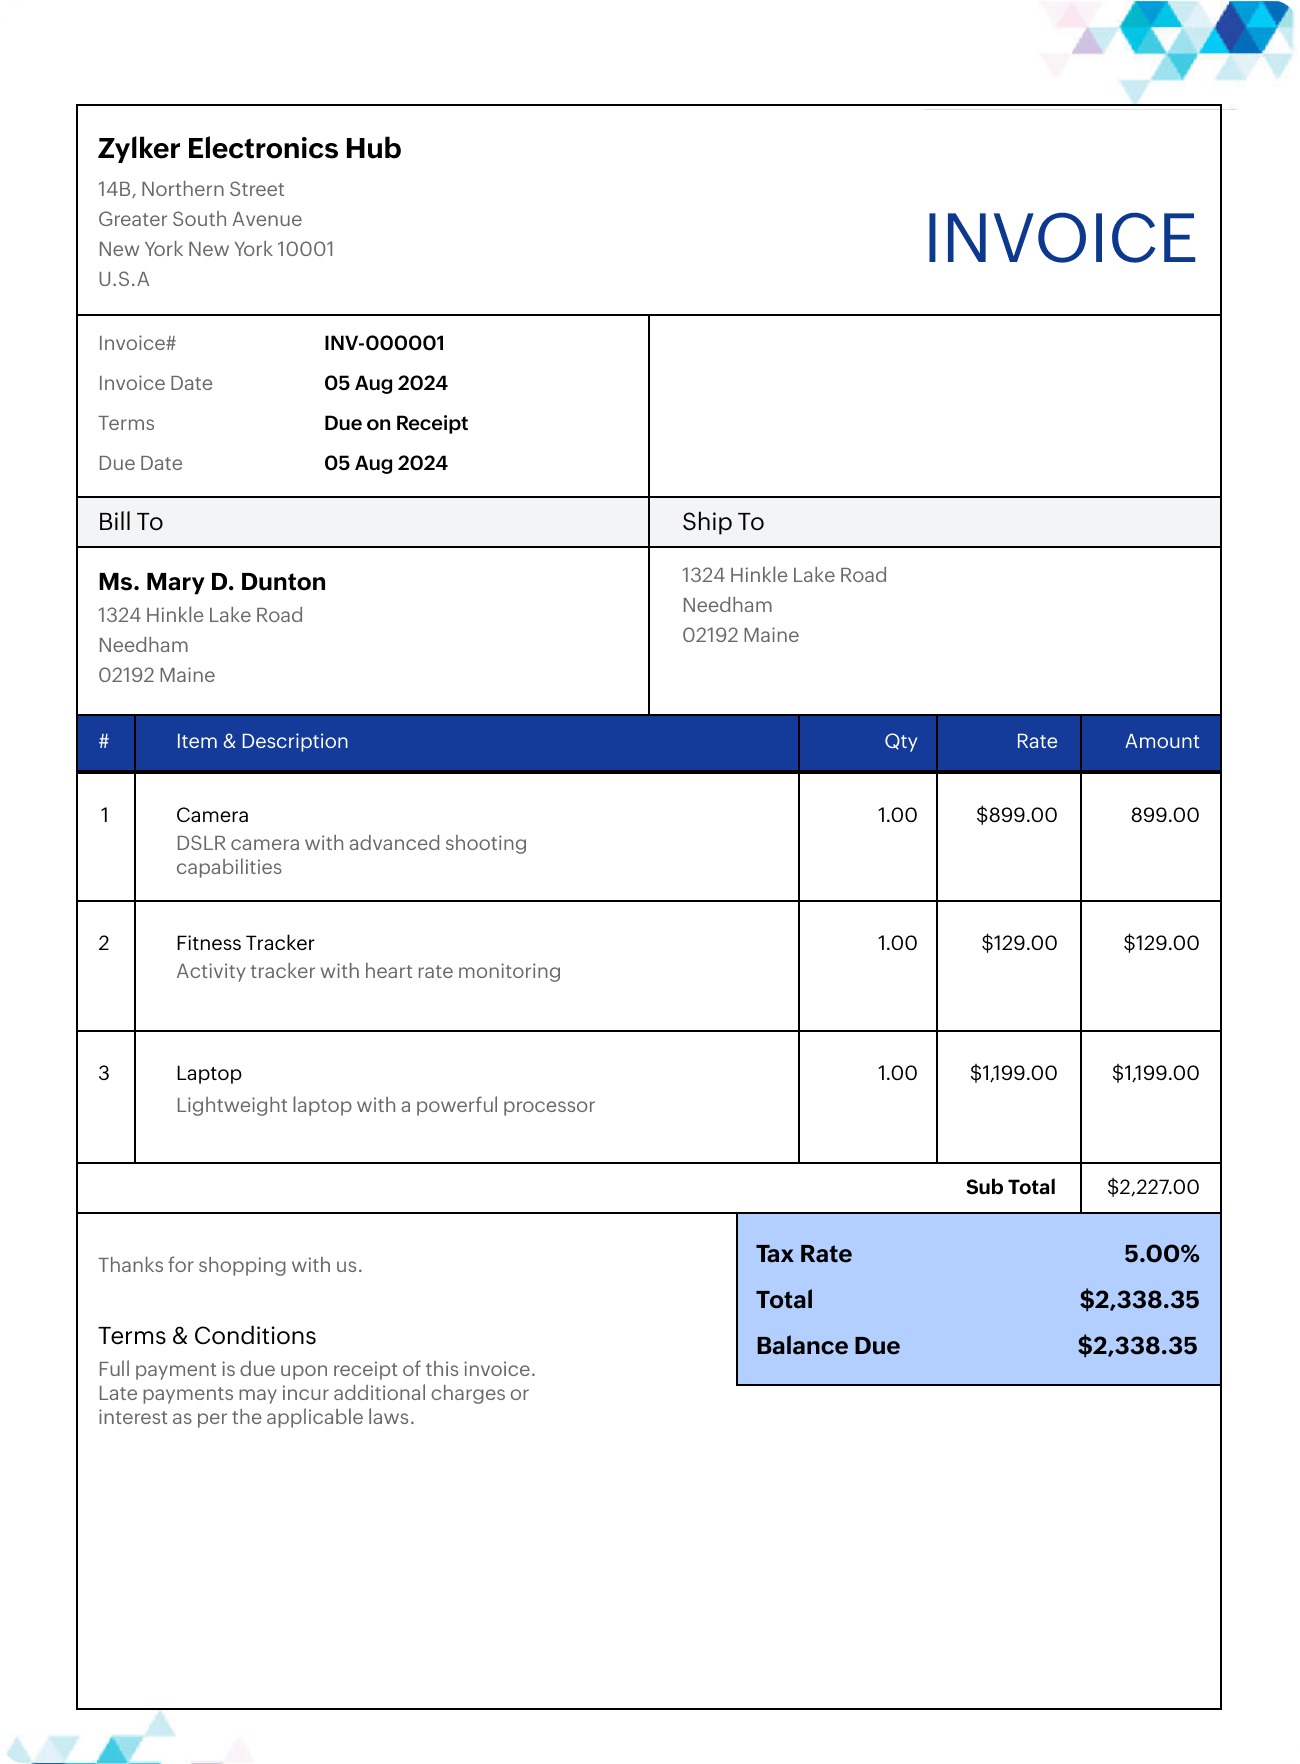 Zylker Electronics Hub
14B, Northern Street
Greater South Avenue
New York New York 10001
U.S.A
INVOICE
Invoice# INV-000001
Invoice Date 05 Aug 2024
Terms Due on Receipt
Due Date 05 Aug 2024
Bill To
Ms. Mary D. Dunton
1324 Hinkle Lake Road
Needham
02192 Maine
Ship To
1324 Hinkle Lake Road
Needham
02192 Maine
# Item & Description Qty Rate Amount
1 Camera 1.00 $899.00 899.00
DSLR camera with advanced shooting
capabilities
2 Fitness Tracker 1.00 $129.00 $129.00
Activity tracker with heart rate monitoring
3 Laptop 1.00 $1,199.00 $1,199.00
Lightweight laptop with a powerful processor
Sub Total $2,227.00
Tax Rate 5.00%
Total $2,338.35
Balance Due $2,338.35
Thanks for shopping with us.
Terms & Conditions
Full payment is due upon receipt of this invoice.
Late payments may incur additional charges or
interest as per the applicable laws.